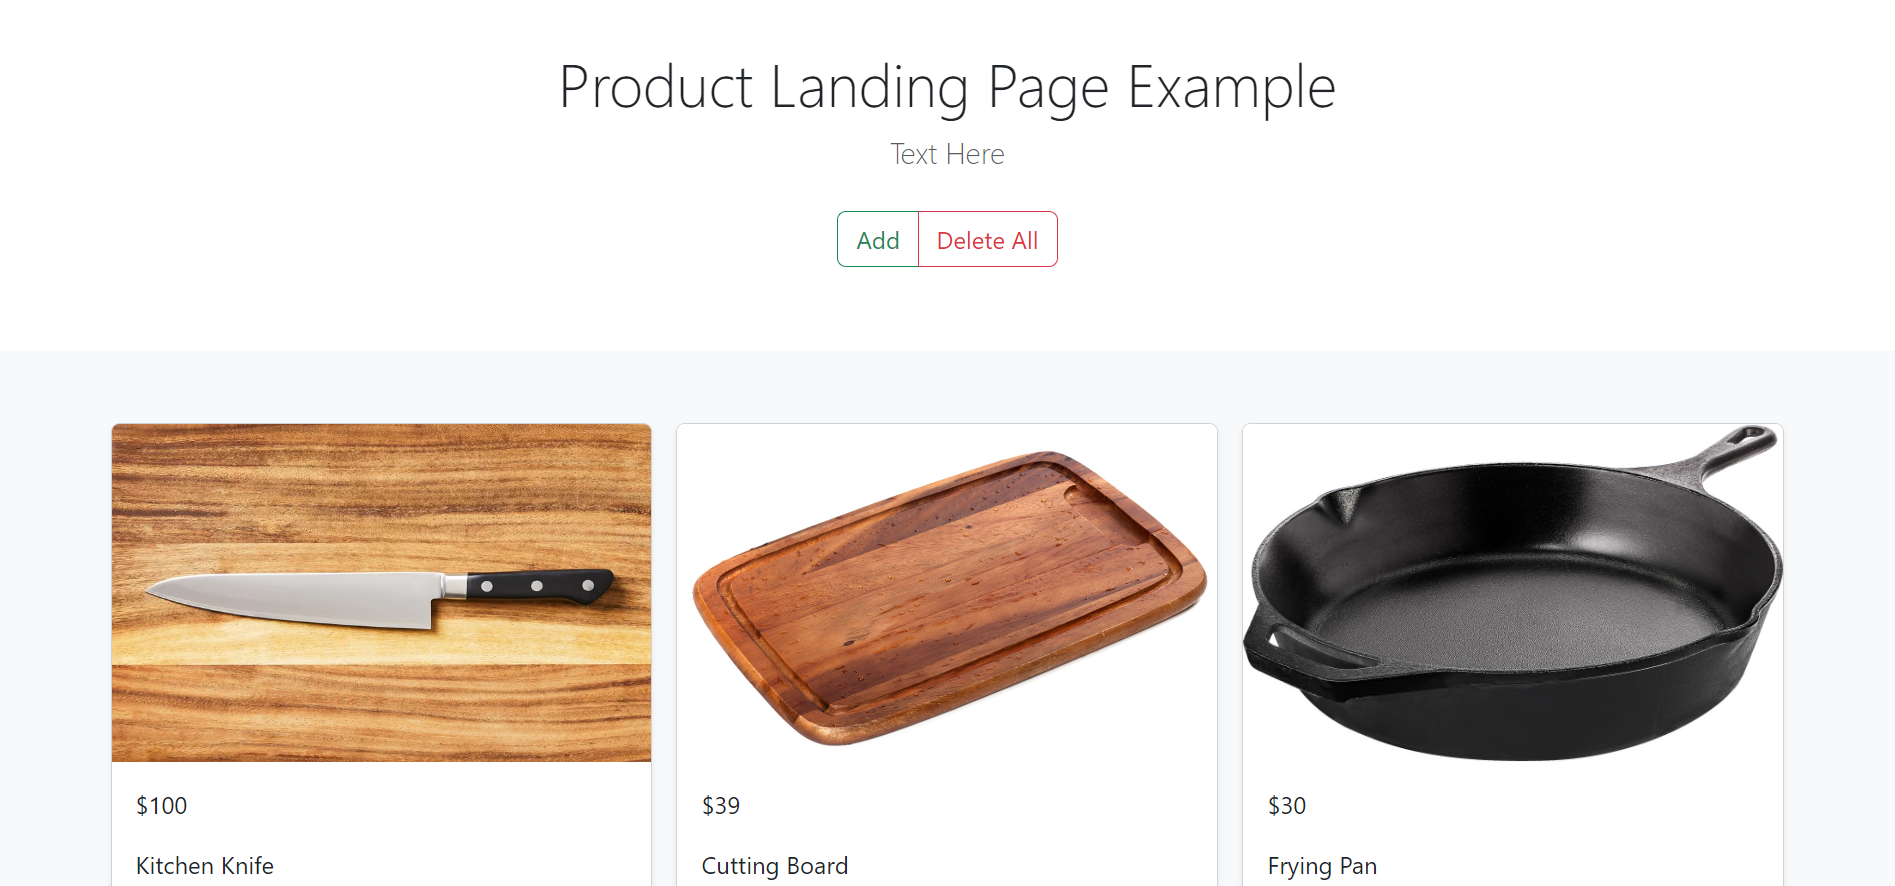 Product Landing Page Example
Text Here
Add Delete All
$100 $39 $30
Kitchen Knife Cutting Board Frying Pan